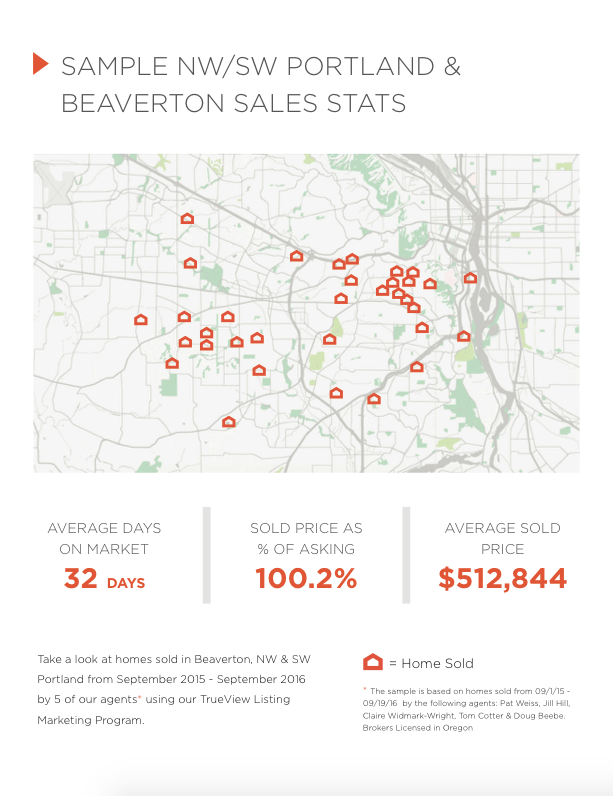 SAMPLE NW/SW PORTLAND &
BEAVERTON SALES STATS
AVERAGE DAYS
ON MARKET
32 DAYS
SOLD PRICE AS
% OF ASKING
100.2%
AVERAGE SOLD
PRICE
$512,844
Take a look at homes sold in Beaverton, NW & SW
Portland from September 2015 - September 2016
by 5 of our agents* using our TrueView Listing
Marketing Program.
= Home Sold
* The sample is based on homes sold from 09/1/15 -
09/19/16 by the following agents: Pat Weiss, Jill Hill,
Claire Widmark-Wright, Tom Cotter & Doug Beebe.
Brokers Licensed in Oregon